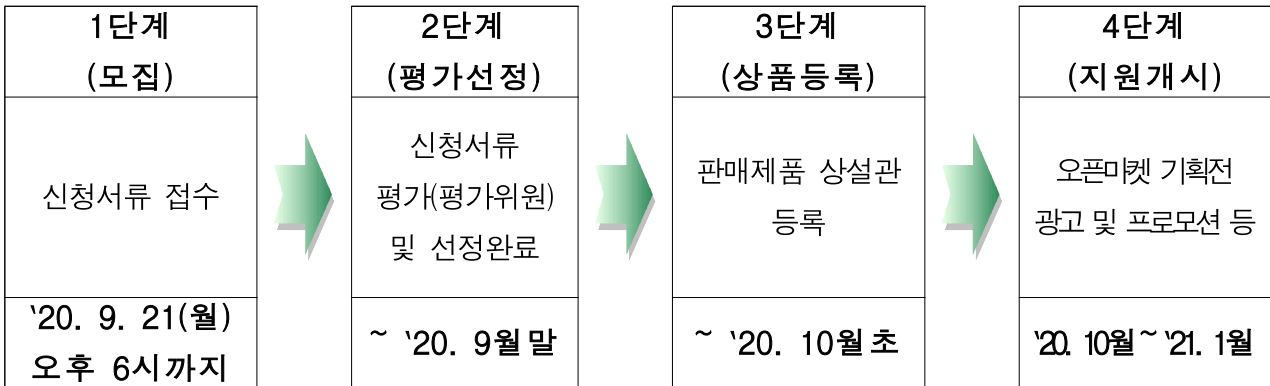 1단계
(모집)
신청서류 접수
‘20. 9. 21(월)
오후 6시까지
2단계
(평가선정)
신청서류
평가(평가위원)
및 선정완료
~ ‘20. 9월말
3단계
(상품등록)
판매제품 상설관
등록
~ ‘20. 10월초
4단계
(지원개시)
오픈마켓 기획전
광고 및 프로모션 등
‘20. 10월~‘21. 1월